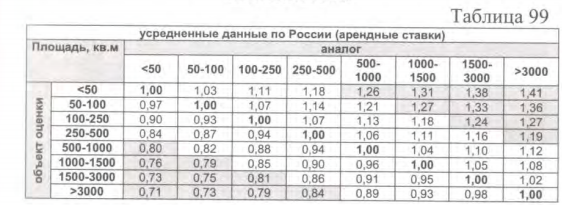 Таблица 99
усредненные данные по России (арендные ставки)
Площадь, кв.м
аналог
<50 50-100 100-250 250-500 500-1000 1000-1500 1500-3000 >3000
объект оценки
<50 1,00 1,03 1,11 1,18 1,26 1,31 1,38 1,41
50-100 0,97 1,00 1,07 1,14 1,21 1,27 1,33 1,36
100-250 0,90 0,93 1,00 1,07 1,13 1,18 1,24 1,27
250-500 0,84 0,87 0,94 1,00 1,06 1,11 1,16 1,19
500-1000 0,80 0,82 0,88 0,94 1,00 1,04 1,10 1,12
1000-1500 0,76 0,79 0,85 0,90 0,96 1,00 1,05 1,08
1500-3000 0,73 0,75 0,81 0,86 0,91 0,95 1,00 1,02
>3000 0,71 0,73 0,79 0,84 0,89 0,93 0,98 1,00